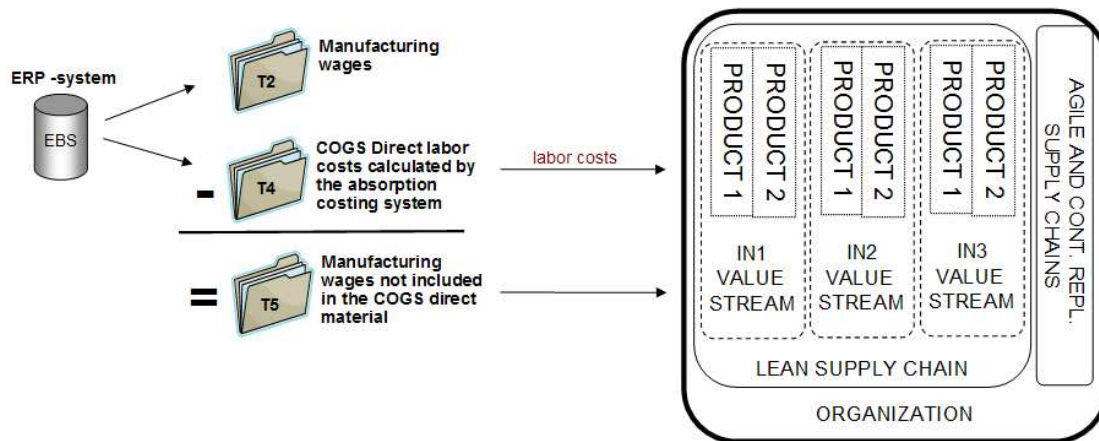 ERP -system
EBS
T2
Manufacturing
wages
-
T4
COGS Direct labor
costs calculated by
the absorption
costing system
=
T5
Manufacturing
wages not included
in the COGS direct
material
labor costs
PRODUCT 1
PRODUCT 2
IN1
VALUE
STREAM
PRODUCT 1
PRODUCT 2
IN2
VALUE
STREAM
PRODUCT 1
PRODUCT 2
IN3
VALUE
STREAM
LEAN SUPPLY CHAIN
ORGANIZATION
AGILE AND CONT. REPL.
SUPPLY CHAINS